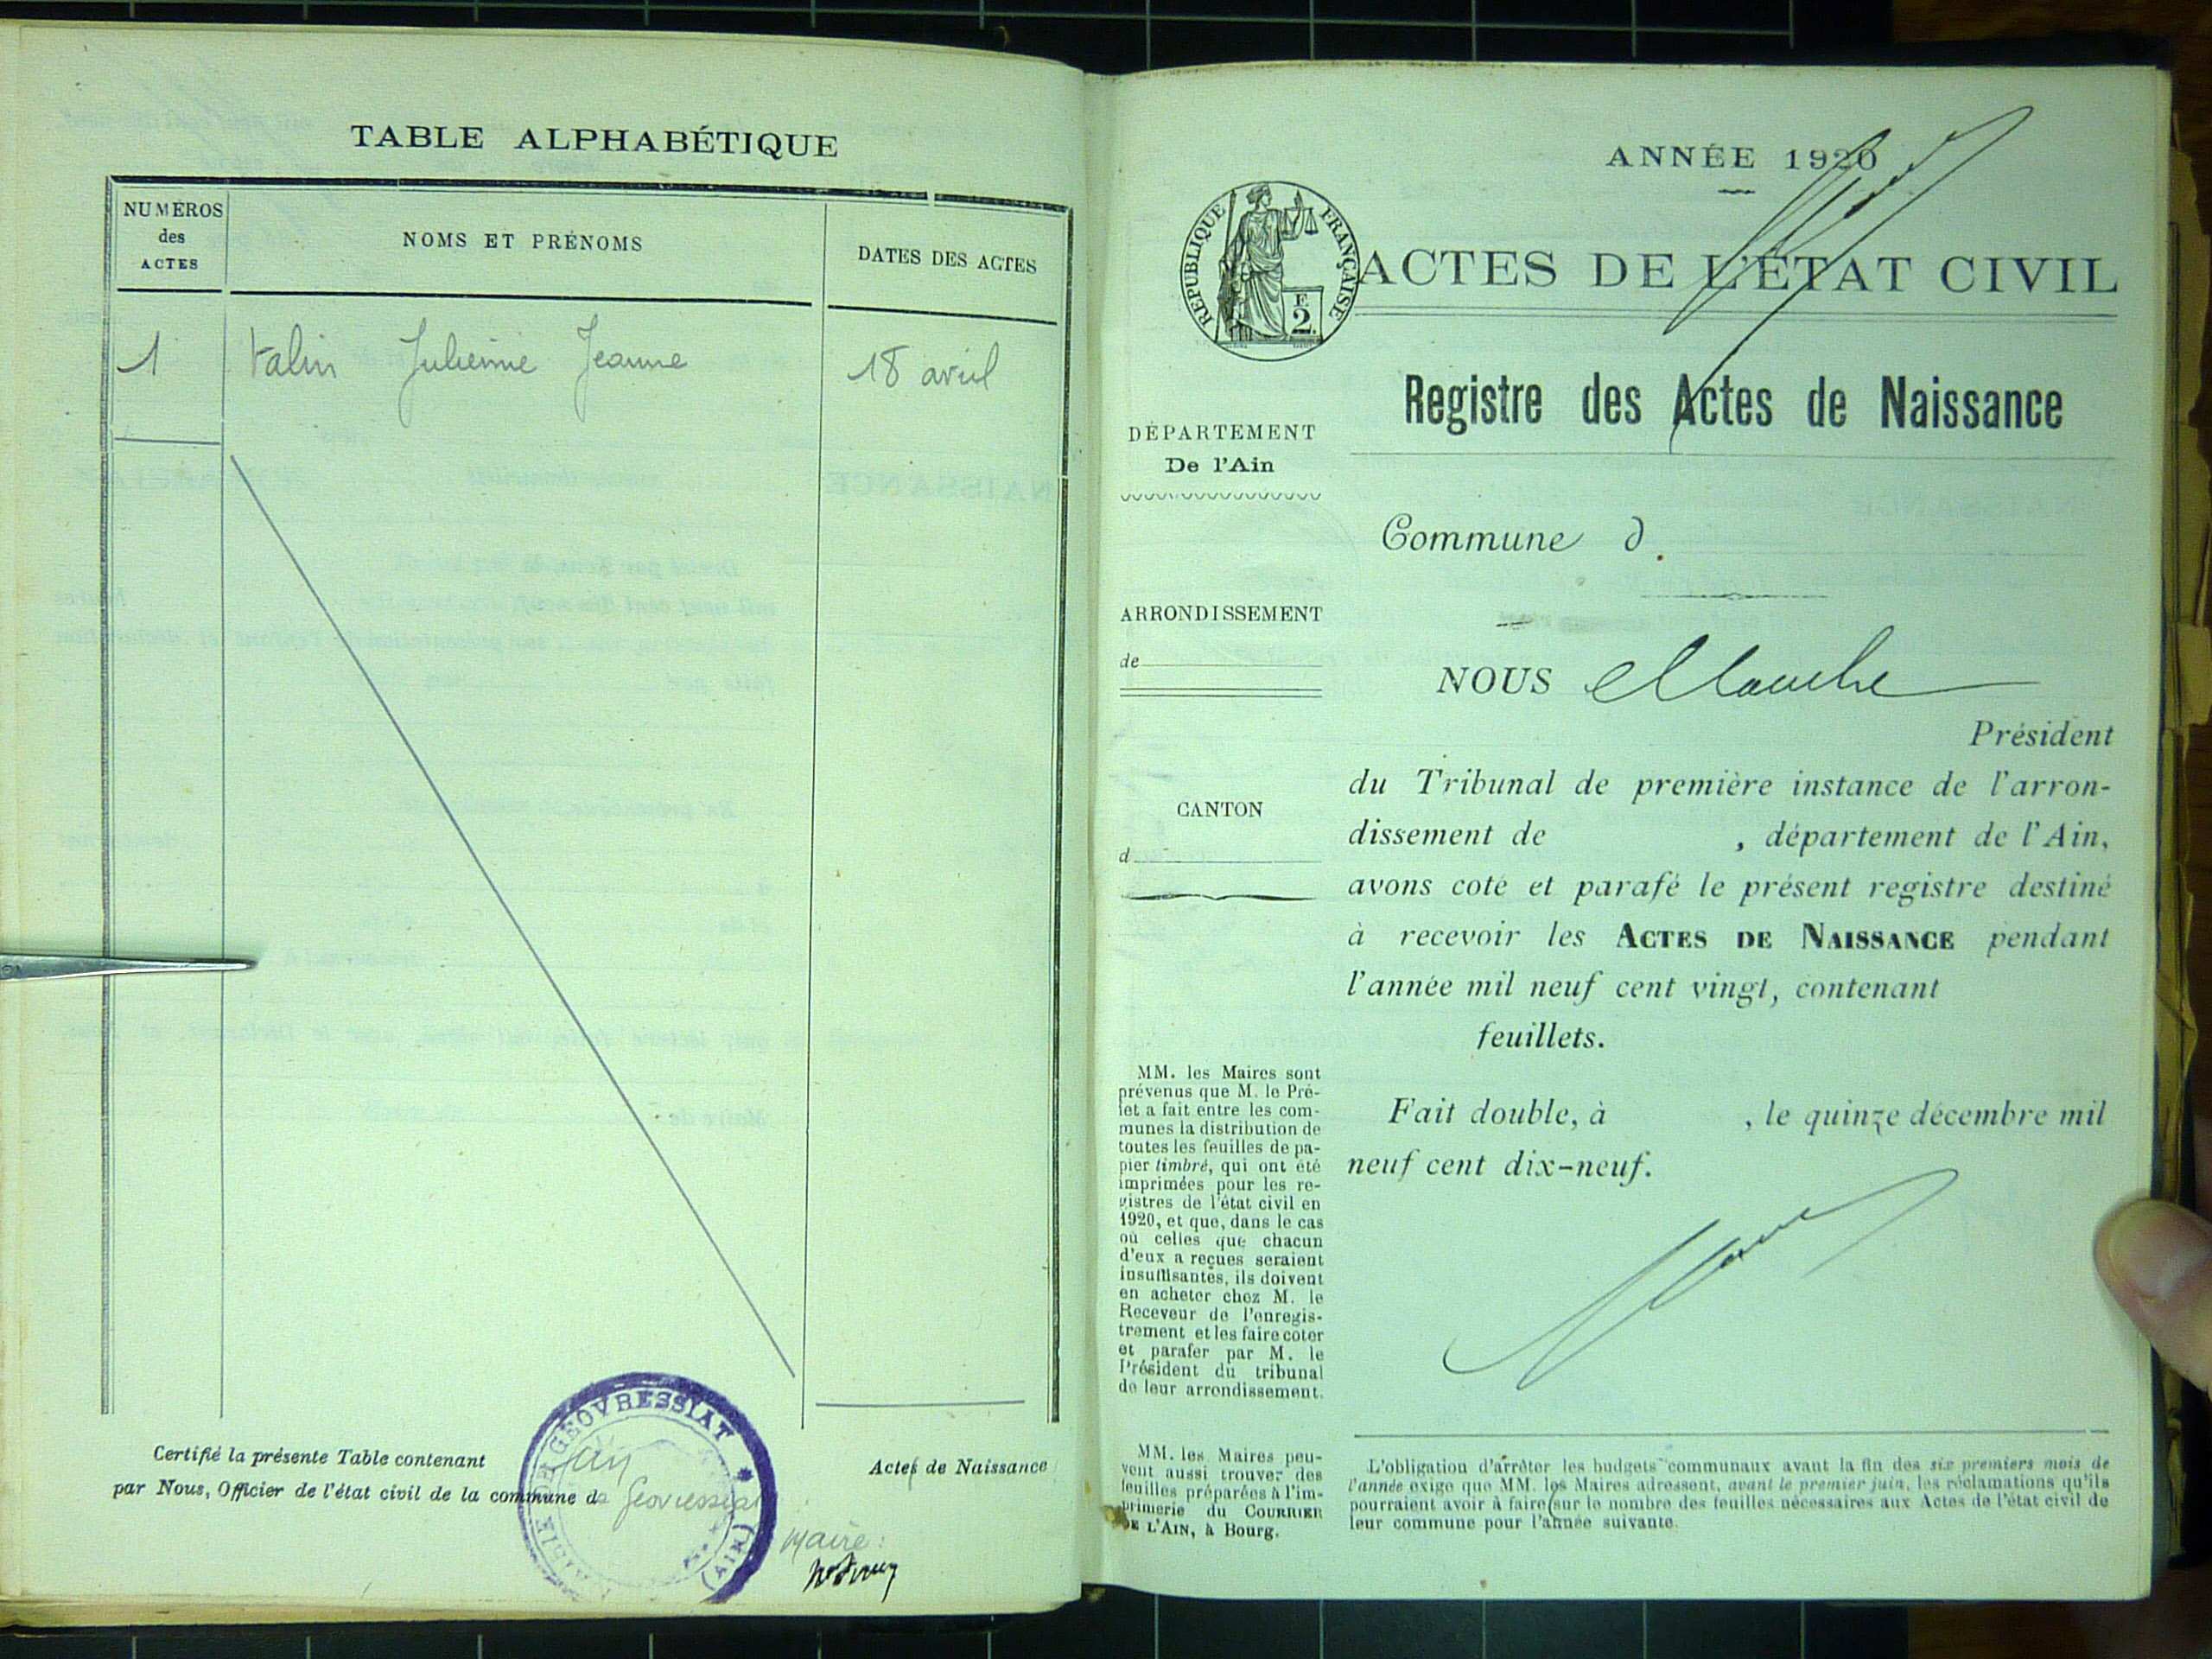 TABLE ALPHABÉTIQUE
NUMÉROS
des
ACTES
NOMS ET PRÉNOMS
DATES DES ACTES
1 Valin Julienne Jeanne 18 avril
Certifié la présente Table contenant un Actes de Naissance
par Nous, Officier de l'état civil de la commune de Géovressiat
MAIRIE DE GÉOVRESSIAT
(AIN)
Maire:
ANNÉE 1920
RÉPUBLIQUE FRANÇAISE
F.
2
ACTES DE L'ÉTAT CIVIL
Registre des Actes de Naissance
DÉPARTEMENT
De l'Ain
Commune d
ARRONDISSEMENT
de
NOUS
Président
du Tribunal de première instance de l'arron-
CANTON
d
dissement de , département de l'Ain,
avons coté et parafé le présent registre destiné
à recevoir les ACTES DE NAISSANCE pendant
l'année mil neuf cent vingt, contenant
feuillets.
Fait double, à , le quinze décembre mil
neuf cent dix-neuf.
MM. les Maires sont
prévenus que M. le Pré-
fet a fait entre les com-
munes la distribution de
toutes les feuilles de pa-
pier timbré, qui ont été
imprimées pour les re-
gistres de l'état civil en
1920, et que, dans le cas
où celles que chacun
d'eux a reçues seraient
insuffisantes, ils doivent
en acheter chez M. le
Receveur de l'enregis-
trement et les faire coter
et parafer par M. le
Président du tribunal
de leur arrondissement.
MM. les Maires peu-
vent aussi trouver des
feuilles préparées à l'im-
primerie du COURRIER
DE L'AIN, à Bourg.
L'obligation d'arrêter les budgets communaux avant la fin des six premiers mois de
l'année exige que MM. les Maires adressent, avant le premier juin, les réclamations qu'ils
pourraient avoir à faire sur le nombre des feuilles nécessaires aux Actes de l'état civil de
leur commune pour l'année suivante.